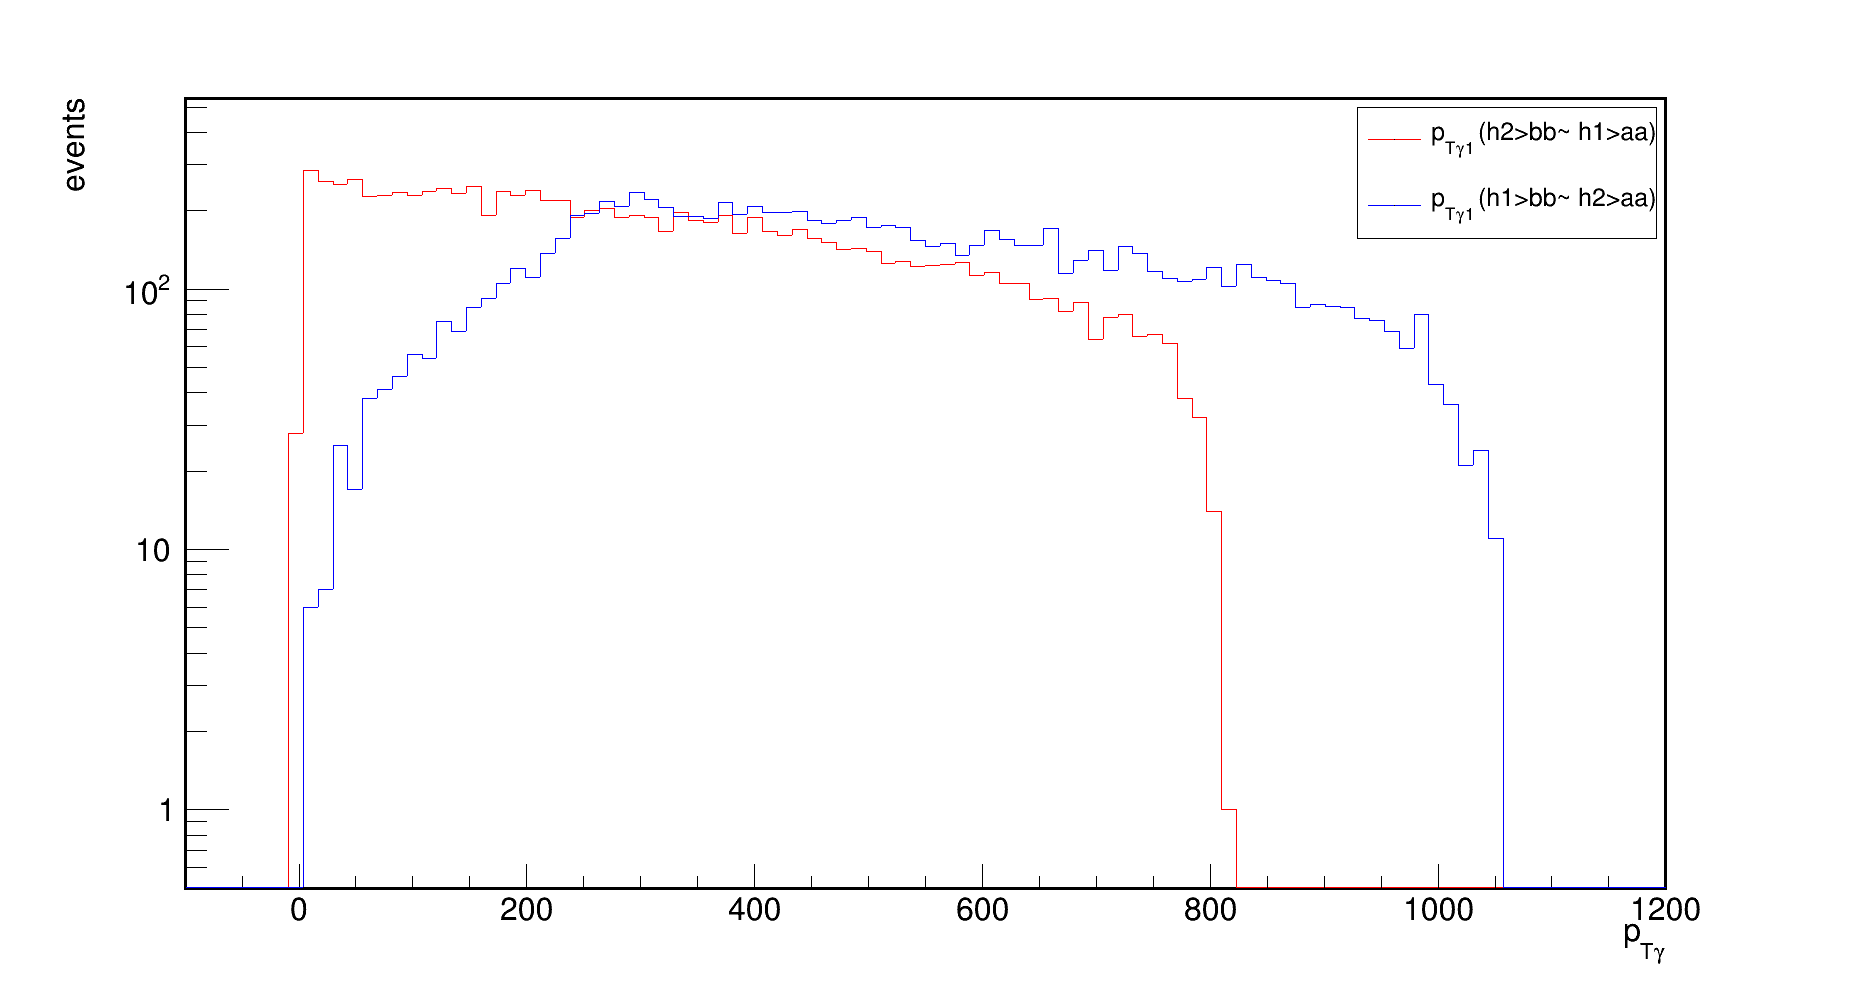 events
p_Tγ1 (h2>bb~ h1>aa)
p_Tγ1 (h1>bb~ h2>aa)
10²
10
1
0 200 400 600 800 1000 1200
p_Tγ